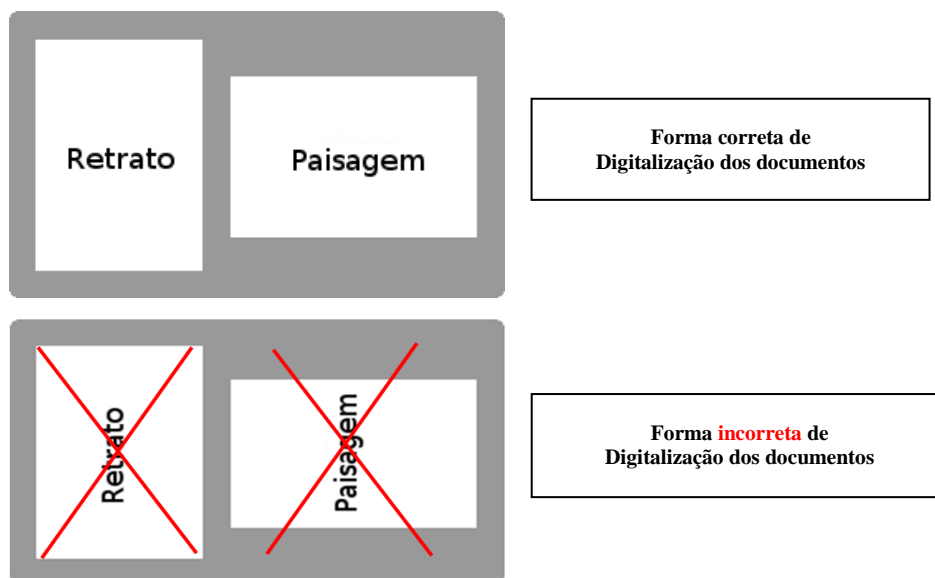 Retrato
Paisagem
Forma correta de
Digitalização dos documentos
Retrato
Paisagem
Forma incorreta de
Digitalização dos documentos